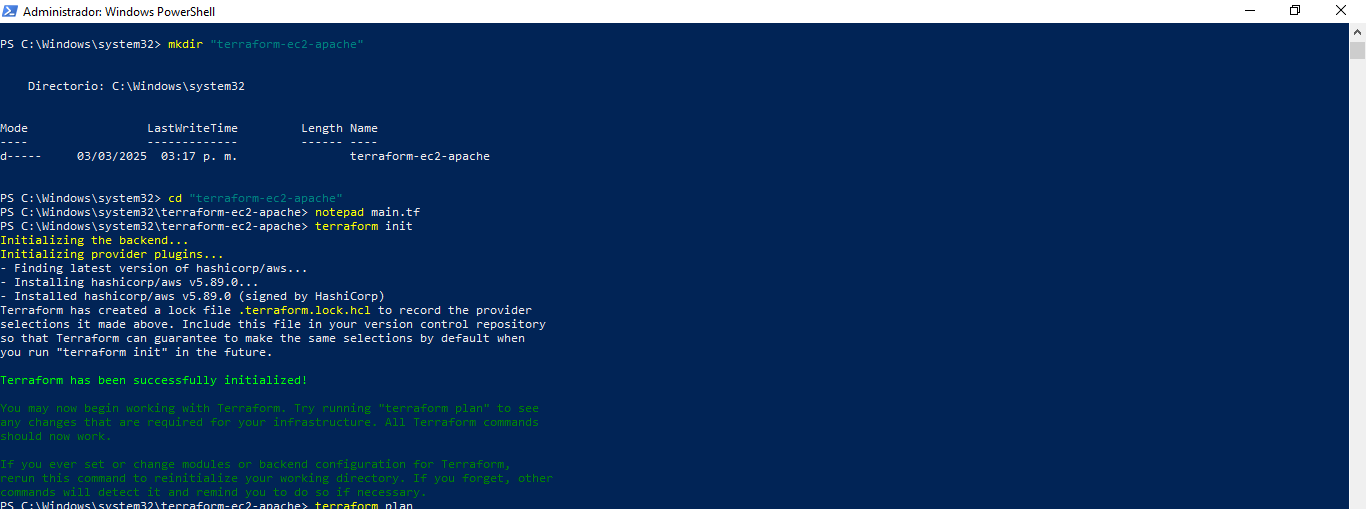 Administrador: Windows PowerShell
PS C:\Windows\system32> mkdir "terraform-ec2-apache"
Directorio: C:\Windows\system32
Mode LastWriteTime Length Name
---- ------------- ------ ----
d----- 03/03/2025 03:17 p. m. terraform-ec2-apache
PS C:\Windows\system32> cd "terraform-ec2-apache"
PS C:\Windows\system32\terraform-ec2-apache> notepad main.tf
PS C:\Windows\system32\terraform-ec2-apache> terraform init
Initializing the backend...
Initializing provider plugins...
- Finding latest version of hashicorp/aws...
- Installing hashicorp/aws v5.89.0...
- Installed hashicorp/aws v5.89.0 (signed by HashiCorp)
Terraform has created a lock file .terraform.lock.hcl to record the provider
selections it made above. Include this file in your version control repository
so that Terraform can guarantee to make the same selections by default when
you run "terraform init" in the future.
Terraform has been successfully initialized!
You may now begin working with Terraform. Try running "terraform plan" to see
any changes that are required for your infrastructure. All Terraform commands
should now work.
If you ever set or change modules or backend configuration for Terraform,
rerun this command to reinitialize your working directory. If you forget, other
commands will detect it and remind you to do so if necessary.
PS C:\Windows\system32\terraform-ec2-apache> terraform plan